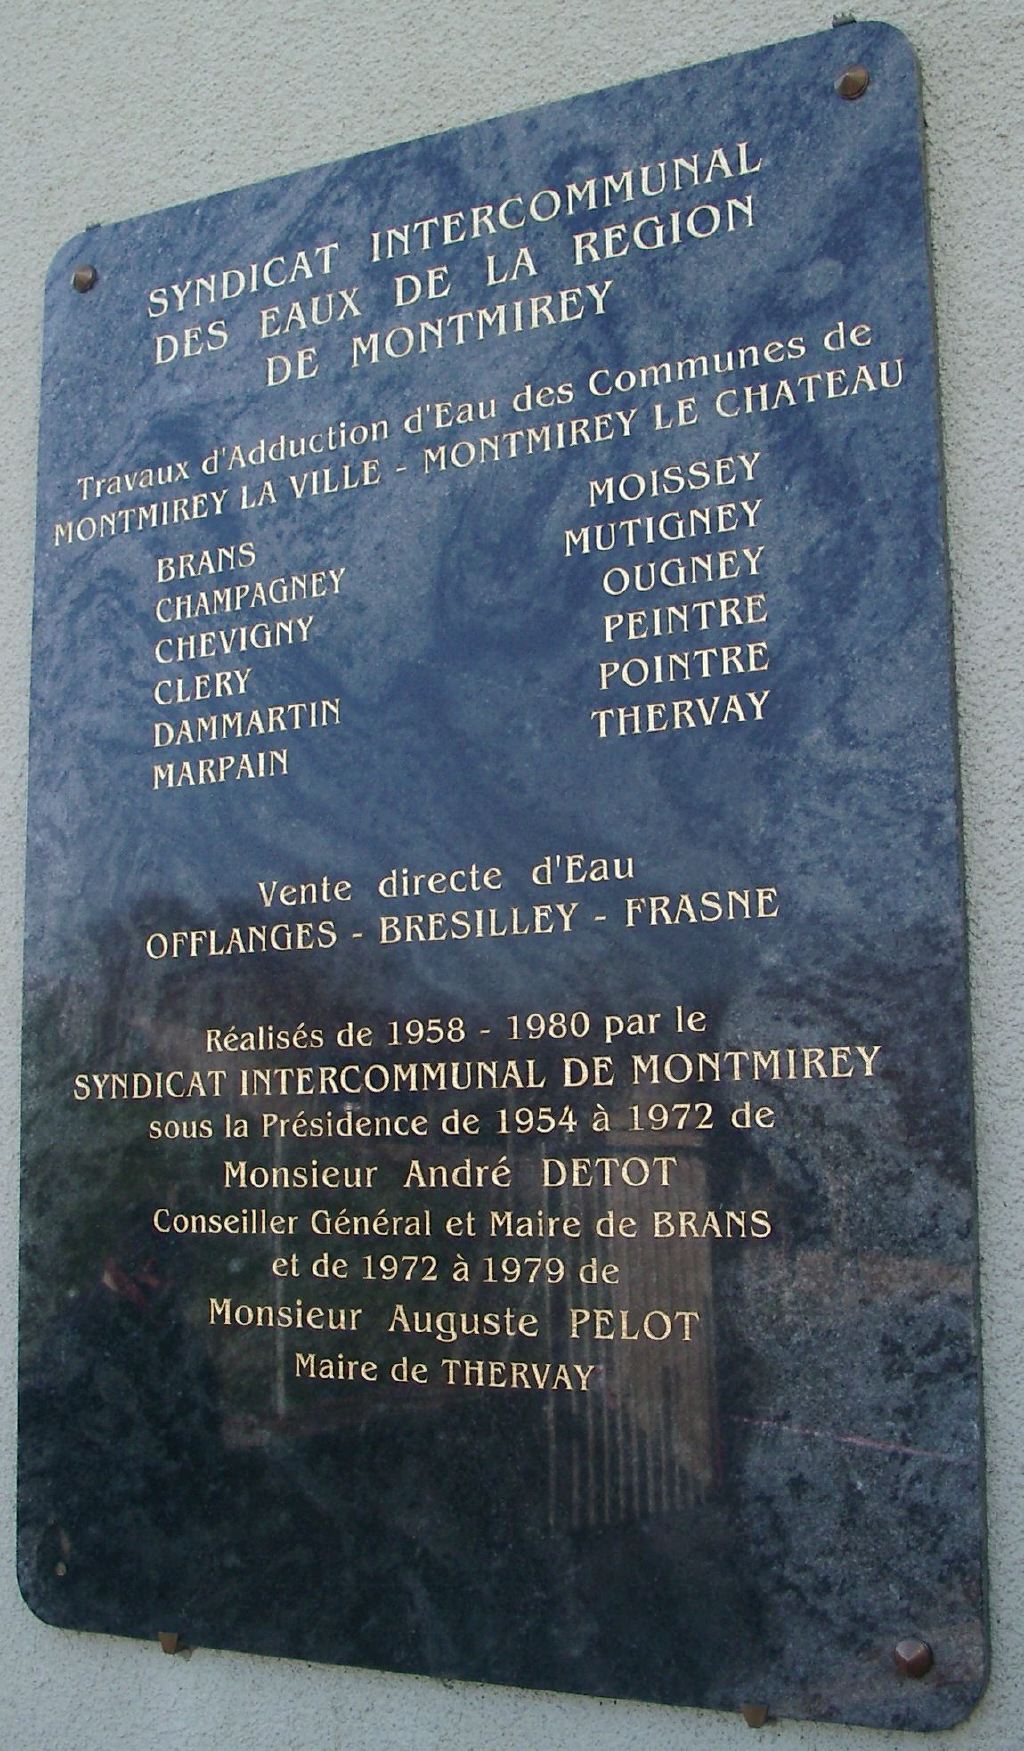 SYNDICAT INTERCOMMUNAL
DES EAUX DE LA REGION
DE MONTMIREY
Travaux d'Adduction d'Eau des Communes de
MONTMIREY LA VILLE - MONTMIREY LE CHATEAU
BRANS
CHAMPAGNEY
CHEVIGNY
CLERY
DAMMARTIN
MARPAIN
MOISSEY
MUTIGNEY
OUGNEY
PEINTRE
POINTRE
THERVAY
Vente directe d'Eau
OFFLANGES - BRESILLEY - FRASNE
Réalisés de 1958 - 1980 par le
SYNDICAT INTERCOMMUNAL DE MONTMIREY
sous la Présidence de 1954 à 1972 de
Monsieur André DETOT
Conseiller Général et Maire de BRANS
et de 1972 à 1979 de
Monsieur Auguste PELOT
Maire de THERVAY